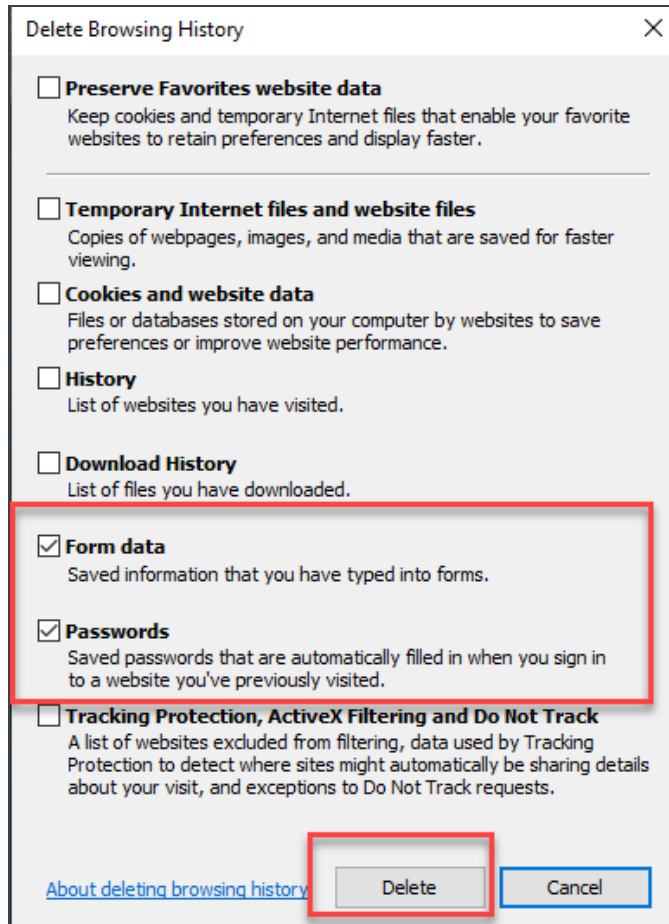 Delete Browsing History
Preserve Favorites website data
Keep cookies and temporary Internet files that enable your favorite
websites to retain preferences and display faster.
Temporary Internet files and website files
Copies of webpages, images, and media that are saved for faster
viewing.
Cookies and website data
Files or databases stored on your computer by websites to save
preferences or improve website performance.
History
List of websites you have visited.
Download History
List of files you have downloaded.
Form data
Saved information that you have typed into forms.
Passwords
Saved passwords that are automatically filled in when you sign in
to a website you've previously visited.
Tracking Protection, ActiveX Filtering and Do Not Track
A list of websites excluded from filtering, data used by Tracking
Protection to detect where sites might automatically be sharing details
about your visit, and exceptions to Do Not Track requests.
About deleting browsing history Delete Cancel